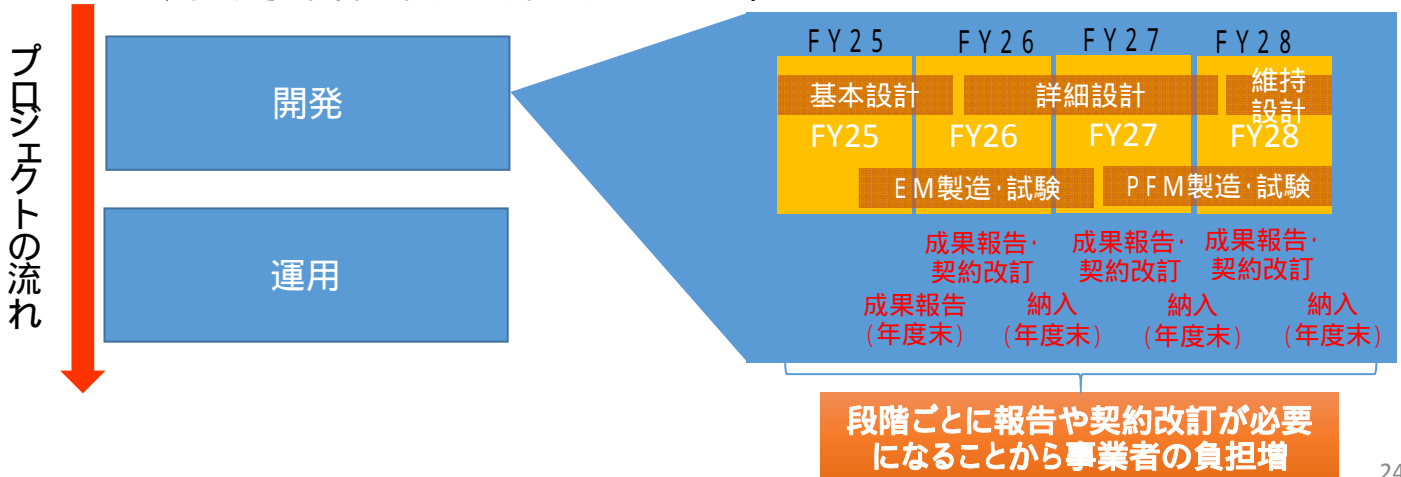 プロジェクトの流れ
開発
運用
FY25 FY26 FY27 FY28
基本設計 詳細設計 維持
設計
FY25 FY26 FY27 FY28
EM製造・試験 PFM製造・試験
成果報告・ 成果報告・ 成果報告・
契約改訂 契約改訂 契約改訂
成果報告 納入 納入 納入
(年度末) (年度末) (年度末) (年度末)
段階ごとに報告や契約改訂が必要
になることから事業者の負担増
24